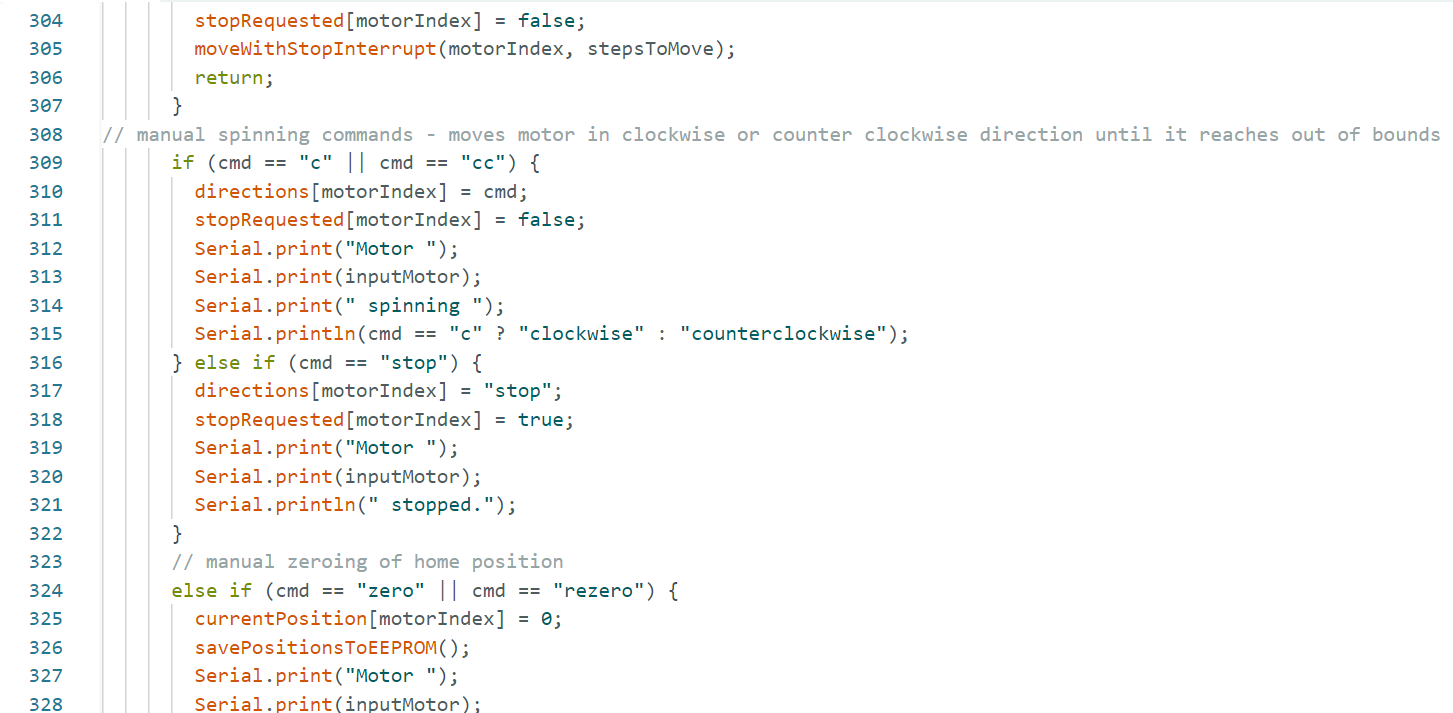 304 stopRequested[motorIndex] = false;
305 moveWithStopInterrupt(motorIndex, stepsToMove);
306 return;
307 }
308 // manual spinning commands - moves motor in clockwise or counter clockwise direction until it reaches out of bounds
309 if (cmd == "c" || cmd == "cc") {
310 directions[motorIndex] = cmd;
311 stopRequested[motorIndex] = false;
312 Serial.print("Motor ");
313 Serial.print(inputMotor);
314 Serial.print(" spinning ");
315 Serial.println(cmd == "c" ? "clockwise" : "counterclockwise");
316 } else if (cmd == "stop") {
317 directions[motorIndex] = "stop";
318 stopRequested[motorIndex] = true;
319 Serial.print("Motor ");
320 Serial.print(inputMotor);
321 Serial.println(" stopped.");
322 }
323 // manual zeroing of home position
324 else if (cmd == "zero" || cmd == "rezero") {
325 currentPosition[motorIndex] = 0;
326 savePositionsToEEPROM();
327 Serial.print("Motor ");
328 Serial.print(inputMotor);